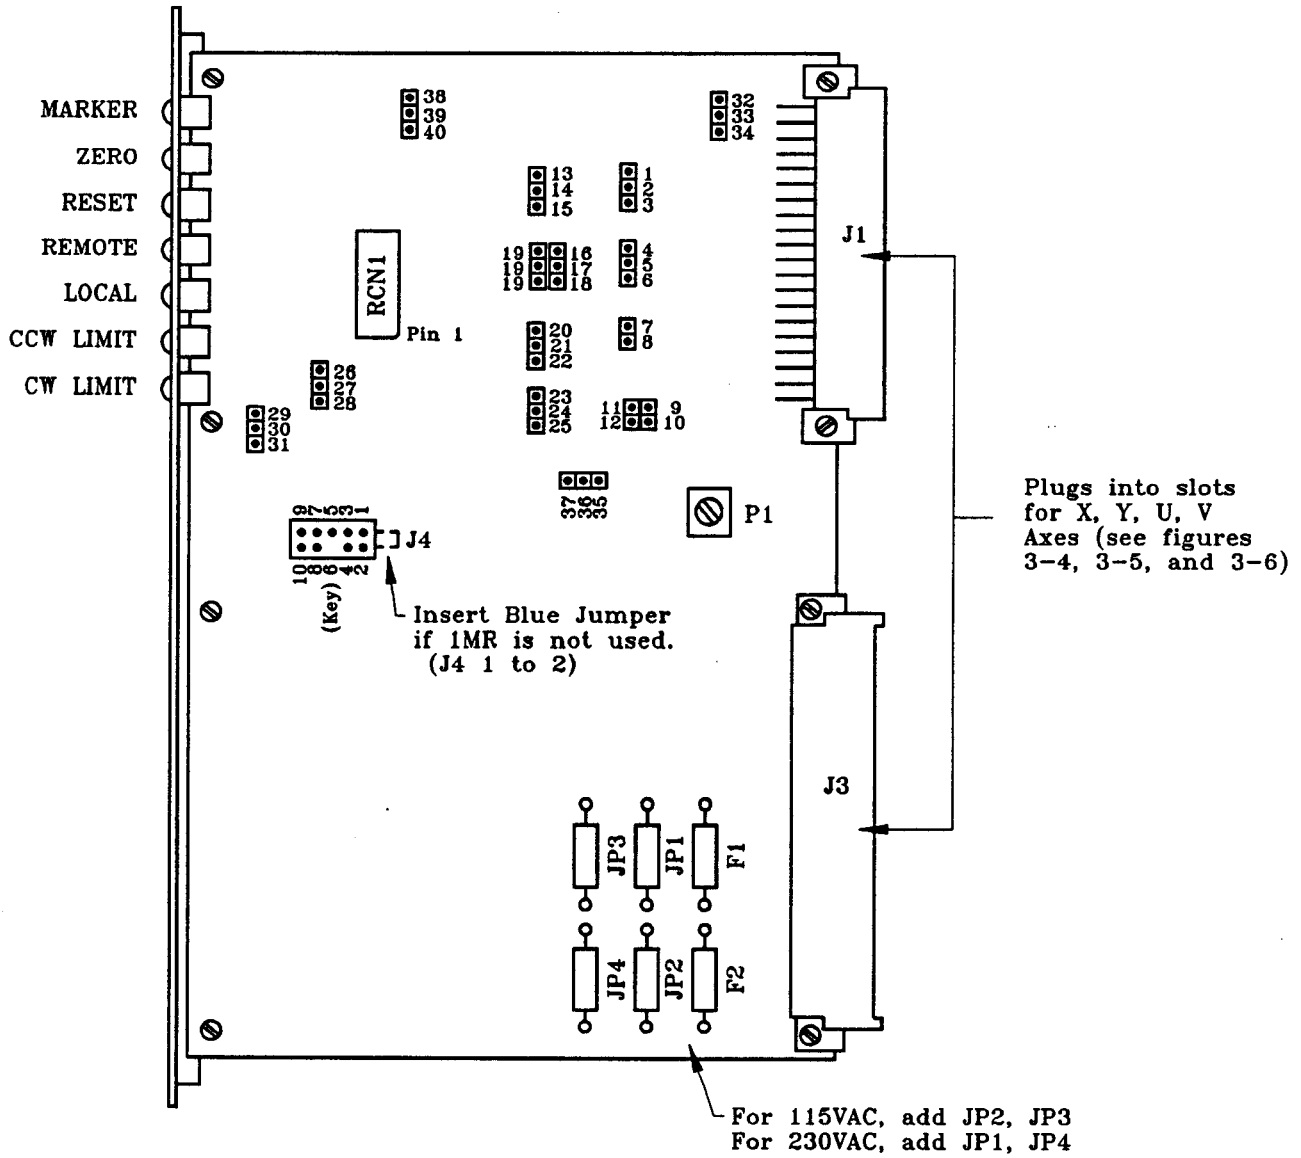 MARKER
ZERO
RESET
REMOTE
LOCAL
CCW LIMIT
CW LIMIT
38
39
40
32
33
34
13
14
15
1
2
3
19 16
19 17
19 18
4
5
6
J1
RCN1
Pin 1
20
21
22
7
8
26
27
28
23
24
25
11 9
12 10
29
30
31
37 36 35
P1
9 7 5 3 1
J4
10 8 6 4 2
(Key)
Insert Blue Jumper
if 1MR is not used.
(J4 1 to 2)
Plugs into slots
for X, Y, U, V
Axes (see figures
3-4, 3-5, and 3-6)
J3
JP3
JP1
F1
JP4
JP2
F2
For 115VAC, add JP2, JP3
For 230VAC, add JP1, JP4